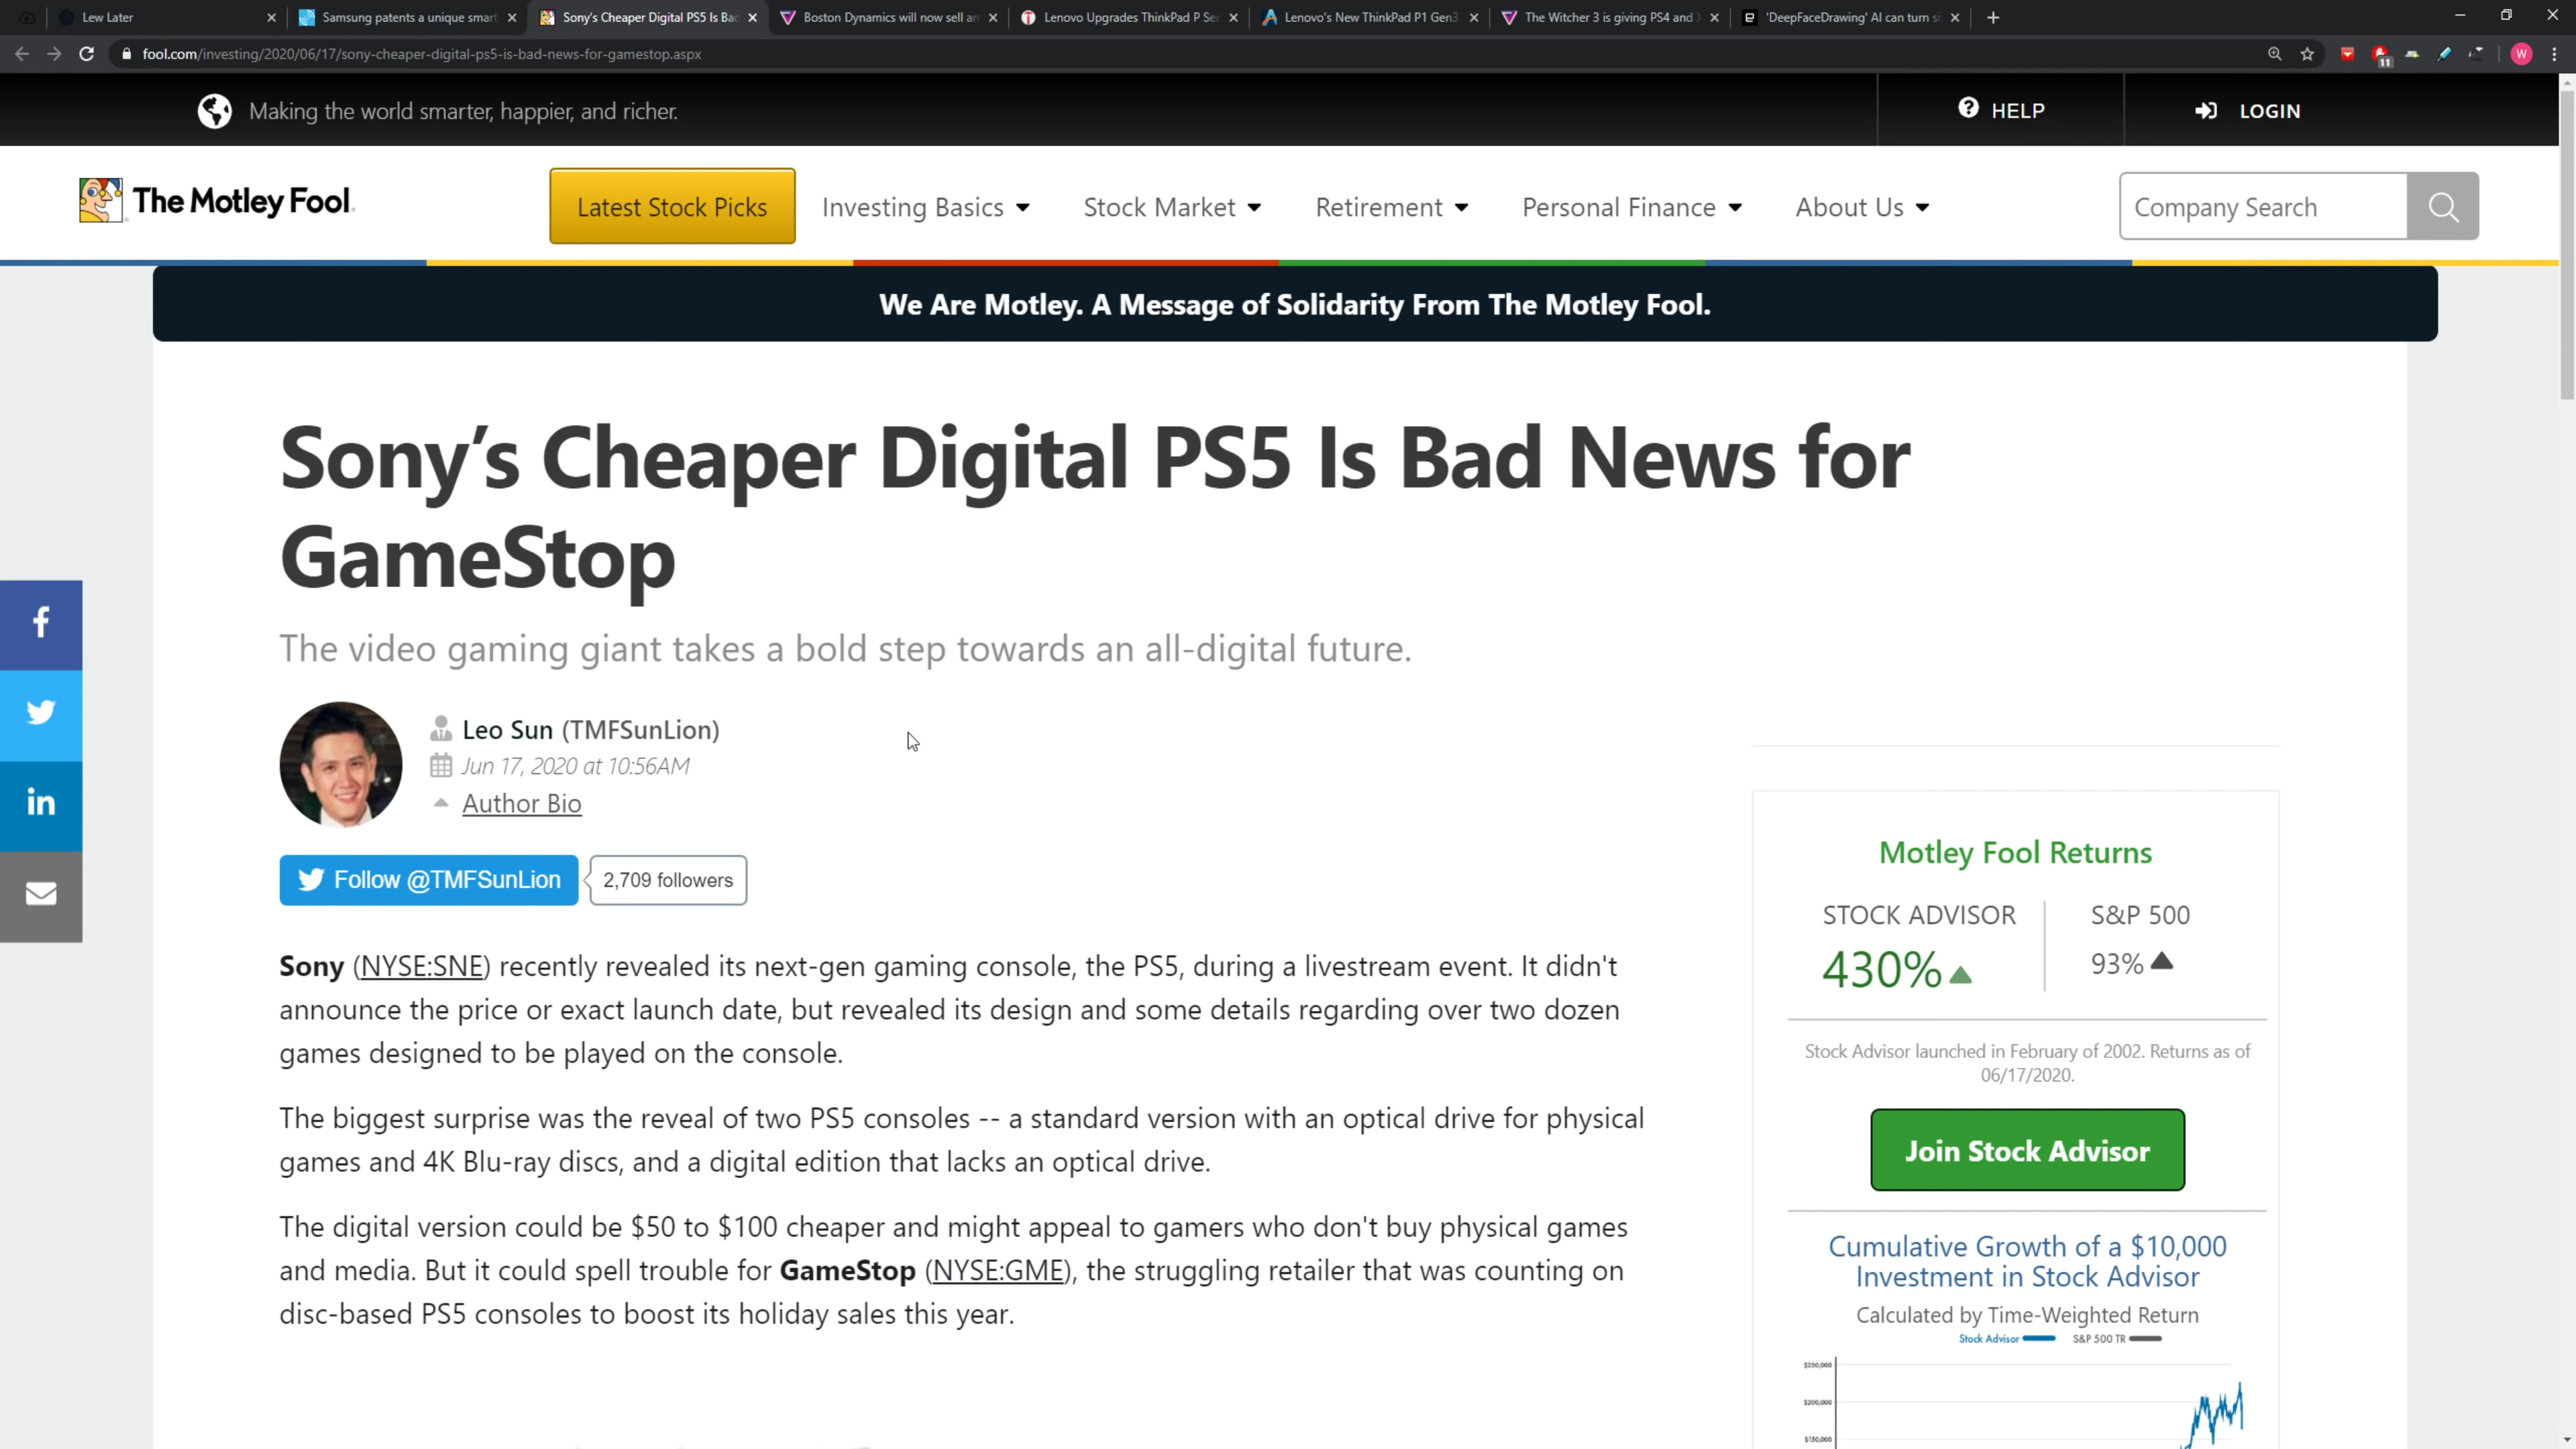 Lew Later
Samsung patents a unique smart
Sony's Cheaper Digital PS5 Is Bac
Boston Dynamics will now sell an
Lenovo Upgrades ThinkPad P Se
Lenovo's New ThinkPad P1 Gen3
The Witcher 3 is giving PS4 and
'DeepFaceDrawing' AI can turn si
fool.com/investing/2020/06/17/sony-cheaper-digital-ps5-is-bad-news-for-gamestop.aspx
11
W
Making the world smarter, happier, and richer.
HELP
LOGIN
The Motley Fool.
Latest Stock Picks
Investing Basics
Stock Market
Retirement
Personal Finance
About Us
Company Search
We Are Motley. A Message of Solidarity From The Motley Fool.
Sony's Cheaper Digital PS5 Is Bad News for
GameStop
The video gaming giant takes a bold step towards an all-digital future.
Leo Sun (TMFSunLion)
Jun 17, 2020 at 10:56AM
Author Bio
Follow @TMFSunLion
2,709 followers
Sony (NYSE:SNE) recently revealed its next-gen gaming console, the PS5, during a livestream event. It didn't
announce the price or exact launch date, but revealed its design and some details regarding over two dozen
games designed to be played on the console.
The biggest surprise was the reveal of two PS5 consoles -- a standard version with an optical drive for physical
games and 4K Blu-ray discs, and a digital edition that lacks an optical drive.
The digital version could be $50 to $100 cheaper and might appeal to gamers who don't buy physical games
and media. But it could spell trouble for GameStop (NYSE:GME), the struggling retailer that was counting on
disc-based PS5 consoles to boost its holiday sales this year.
Motley Fool Returns
STOCK ADVISOR
S&P 500
430%
93%
Stock Advisor launched in February of 2002. Returns as of
06/17/2020.
Join Stock Advisor
Cumulative Growth of a $10,000
Investment in Stock Advisor
Calculated by Time-Weighted Return
Stock Advisor
S&P 500 TR
$250,000
$200,000
$150,000